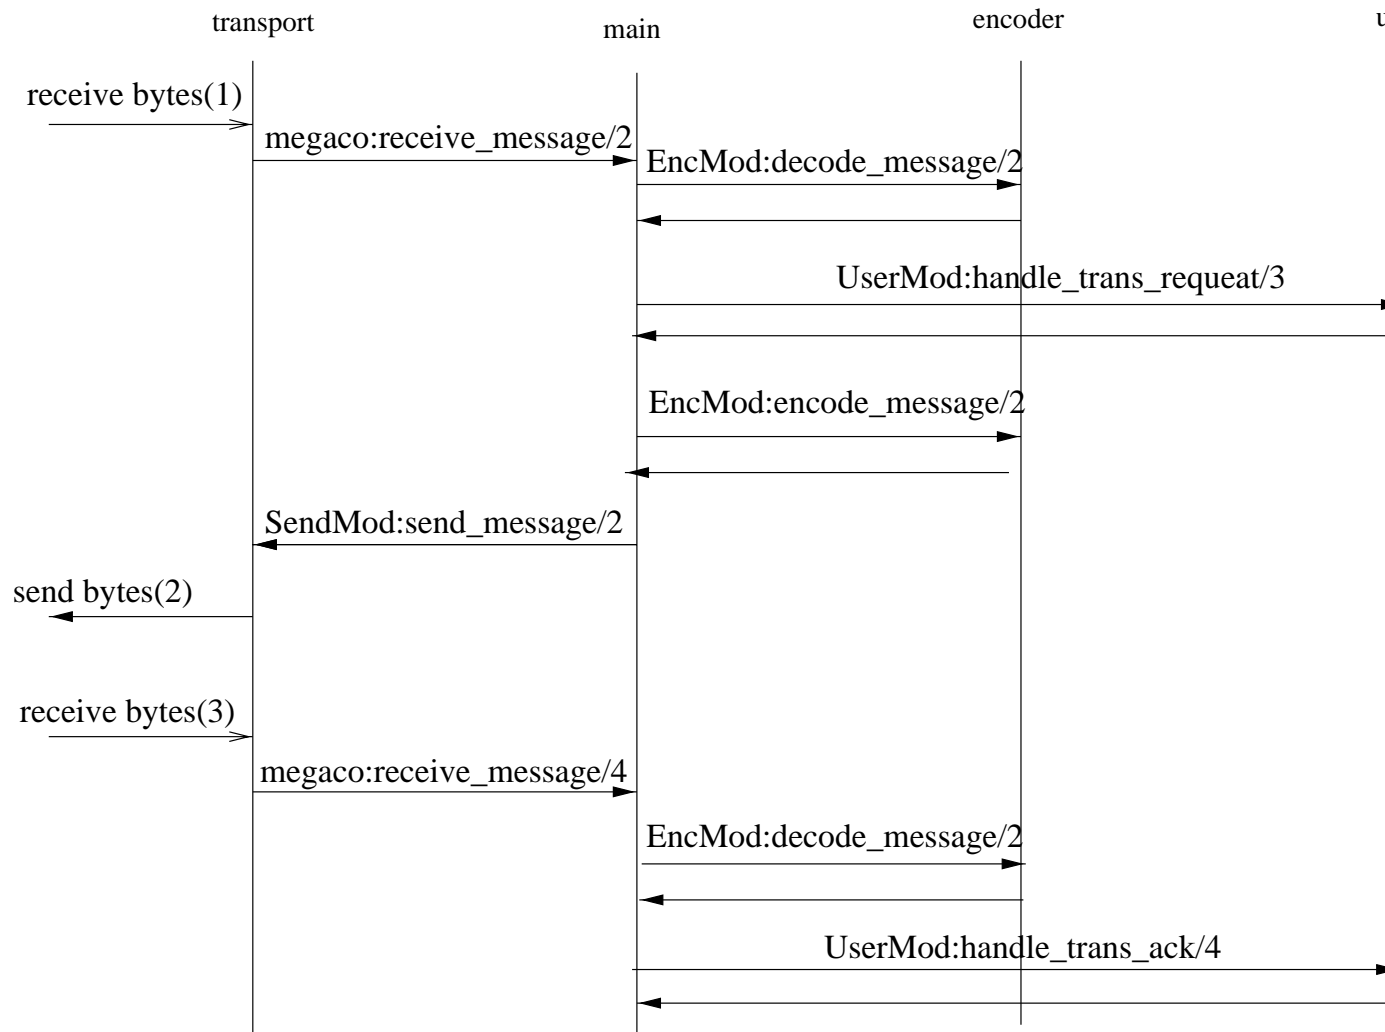 transport
main
encoder
u
receive bytes(1)
megaco:receive_message/2
EncMod:decode_message/2
UserMod:handle_trans_requeat/3
EncMod:encode_message/2
SendMod:send_message/2
send bytes(2)
receive bytes(3)
megaco:receive_message/4
EncMod:decode_message/2
UserMod:handle_trans_ack/4